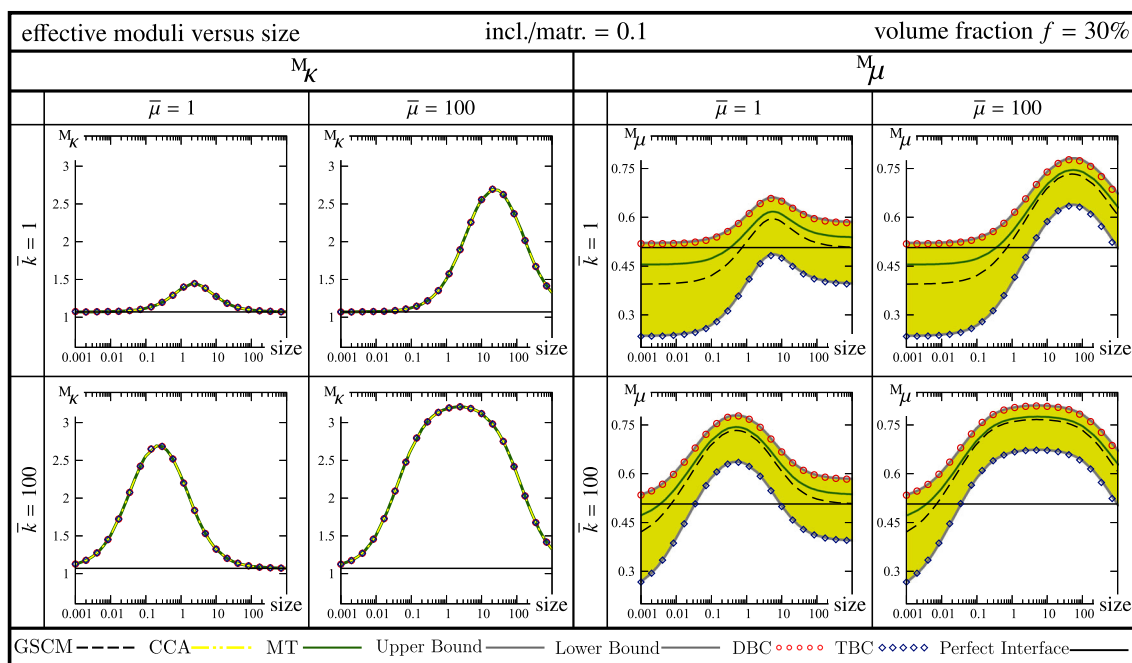 effective moduli versus size incl./matr. = 0.1 volume fraction f = 30%
ᴹκ ᴹμ
μ̅ = 1 μ̅ = 100 μ̅ = 1 μ̅ = 100
k̅ = 1
ᴹκ ᴹκ ᴹμ ᴹμ
3 3 0.75 0.75
2.5 2.5 0.6 0.6
2 2 0.45 0.45
1.5 1.5 0.3 0.3
1 1
size size size size
0.001 0.01 0.1 1 10 100 0.001 0.01 0.1 1 10 100 0.001 0.01 0.1 1 10 100 0.001 0.01 0.1 1 10 100
k̅ = 100
ᴹκ ᴹκ ᴹμ ᴹμ
3 3 0.75 0.75
2.5 2.5 0.6 0.6
2 2 0.45 0.45
1.5 1.5 0.3 0.3
1 1
size size size size
0.001 0.01 0.1 1 10 100 0.001 0.01 0.1 1 10 100 0.001 0.01 0.1 1 10 100 0.001 0.01 0.1 1 10 100
GSCM CCA MT Upper Bound Lower Bound DBC TBC Perfect Interface